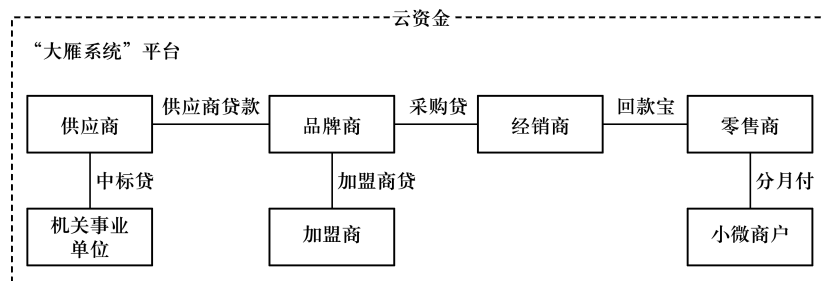 云资金
“大雁系统”平台
供应商贷款
采购贷
回款宝
供应商
品牌商
经销商
零售商
中标贷
加盟商贷
分月付
机关事业
单位
加盟商
小微商户